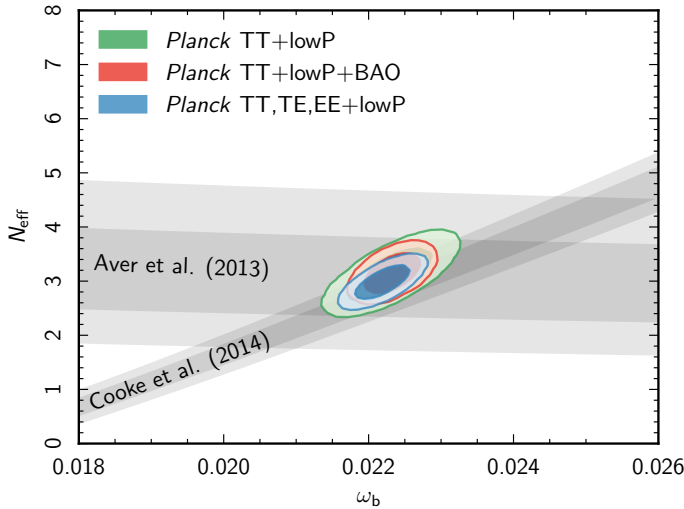 Planck TT+lowP
Planck TT+lowP+BAO
Planck TT,TE,EE+lowP
Aver et al. (2013)
Cooke et al. (2014)
N_eff
8
7
6
5
4
3
2
1
0
0.018 0.020 0.022 0.024 0.026
ω_b